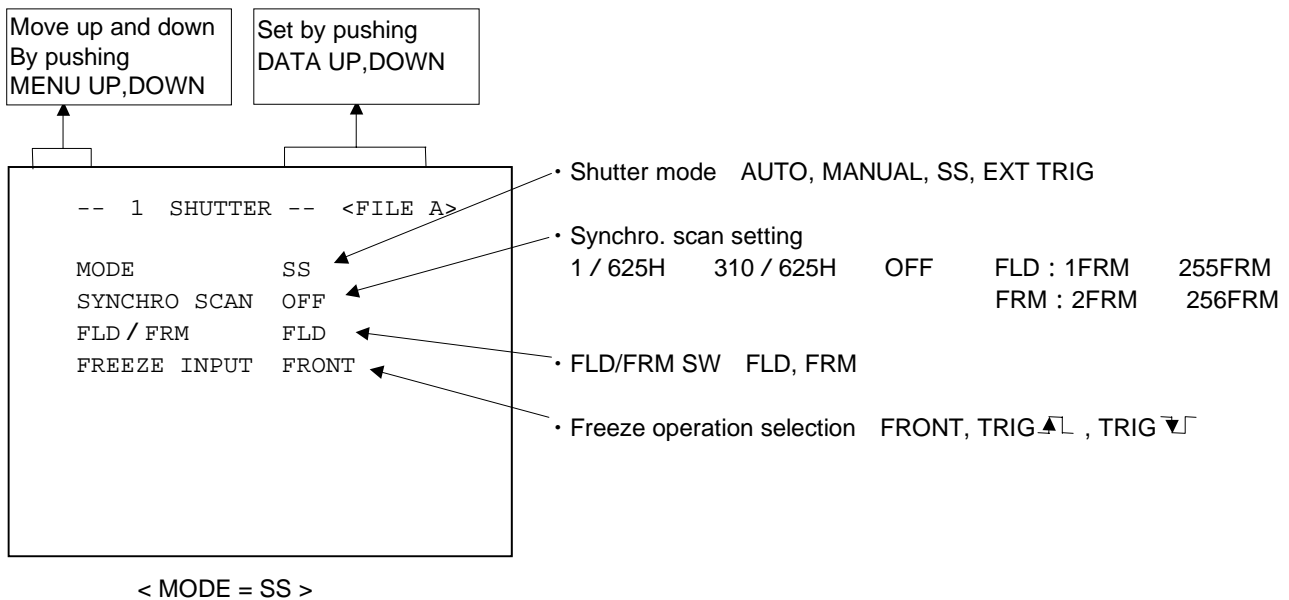 Move up and down
By pushing
MENU UP,DOWN
Set by pushing
DATA UP,DOWN
-- 1 SHUTTER -- <FILE A>
MODE SS
SYNCHRO SCAN OFF
FLD/FRM FLD
FREEZE INPUT FRONT
・Shutter mode AUTO, MANUAL, SS, EXT TRIG
・Synchro. scan setting
1/625H 310/625H OFF FLD : 1FRM 255FRM
FRM : 2FRM 256FRM
・FLD/FRM SW FLD, FRM
・Freeze operation selection FRONT, TRIG , TRIG
< MODE = SS >